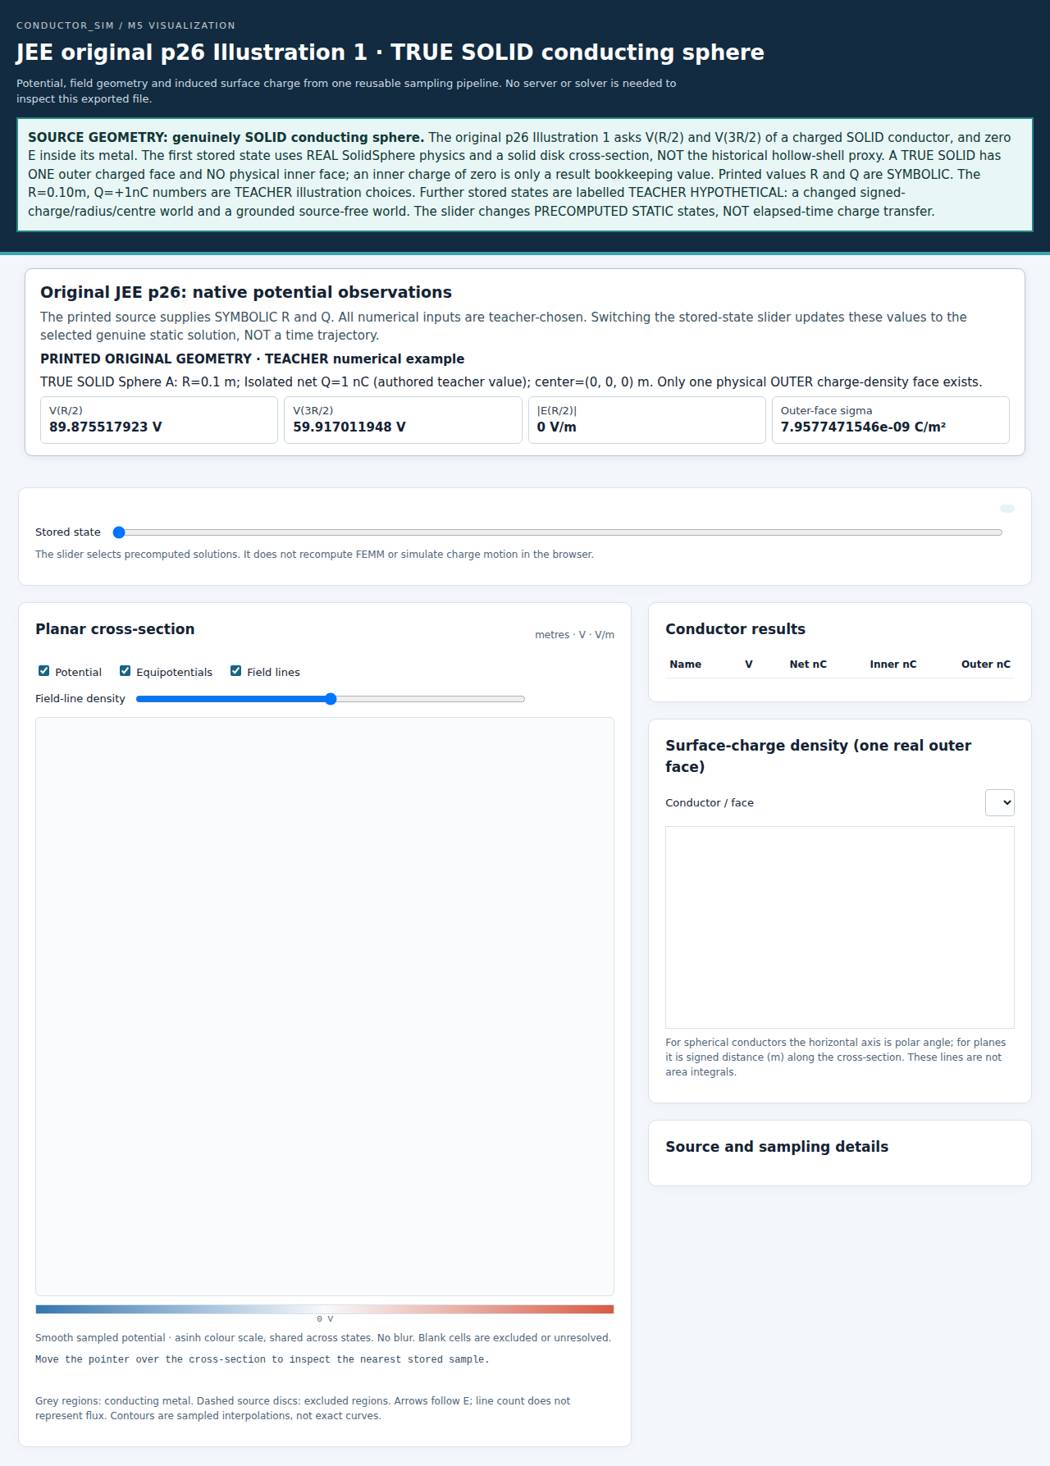 CONDUCTOR_SIM / M5 VISUALIZATION
JEE original p26 Illustration 1 · TRUE SOLID conducting sphere
Potential, field geometry and induced surface charge from one reusable sampling pipeline. No server or solver is needed to
inspect this exported file.
SOURCE GEOMETRY: genuinely SOLID conducting sphere. The original p26 Illustration 1 asks V(R/2) and V(3R/2) of a charged SOLID conductor, and zero
E inside its metal. The first stored state uses REAL SolidSphere physics and a solid disk cross-section, NOT the historical hollow-shell proxy. A TRUE SOLID has
ONE outer charged face and NO physical inner face; an inner charge of zero is only a result bookkeeping value. Printed values R and Q are SYMBOLIC. The
R=0.10m, Q=+1nC numbers are TEACHER illustration choices. Further stored states are labelled TEACHER HYPOTHETICAL: a changed signed-
charge/radius/centre world and a grounded source-free world. The slider changes PRECOMPUTED STATIC states, NOT elapsed-time charge transfer.
Original JEE p26: native potential observations
The printed source supplies SYMBOLIC R and Q. All numerical inputs are teacher-chosen. Switching the stored-state slider updates these values to the
selected genuine static solution, NOT a time trajectory.
PRINTED ORIGINAL GEOMETRY · TEACHER numerical example
TRUE SOLID Sphere A: R=0.1 m; Isolated net Q=1 nC (authored teacher value); center=(0, 0, 0) m. Only one physical OUTER charge-density face exists.
V(R/2)
89.875517923 V
V(3R/2)
59.917011948 V
|E(R/2)|
0 V/m
Outer-face sigma
7.9577471546e-09 C/m²
Stored state
The slider selects precomputed solutions. It does not recompute FEMM or simulate charge motion in the browser.
Planar cross-section
metres · V · V/m
Potential
Equipotentials
Field lines
Field-line density
0 V
Smooth sampled potential · asinh colour scale, shared across states. No blur. Blank cells are excluded or unresolved.
Move the pointer over the cross-section to inspect the nearest stored sample.
Grey regions: conducting metal. Dashed source discs: excluded regions. Arrows follow E; line count does not
represent flux. Contours are sampled interpolations, not exact curves.
Conductor results
Name V Net nC Inner nC Outer nC
Surface-charge density (one real outer
face)
Conductor / face
For spherical conductors the horizontal axis is polar angle; for planes
it is signed distance (m) along the cross-section. These lines are not
area integrals.
Source and sampling details